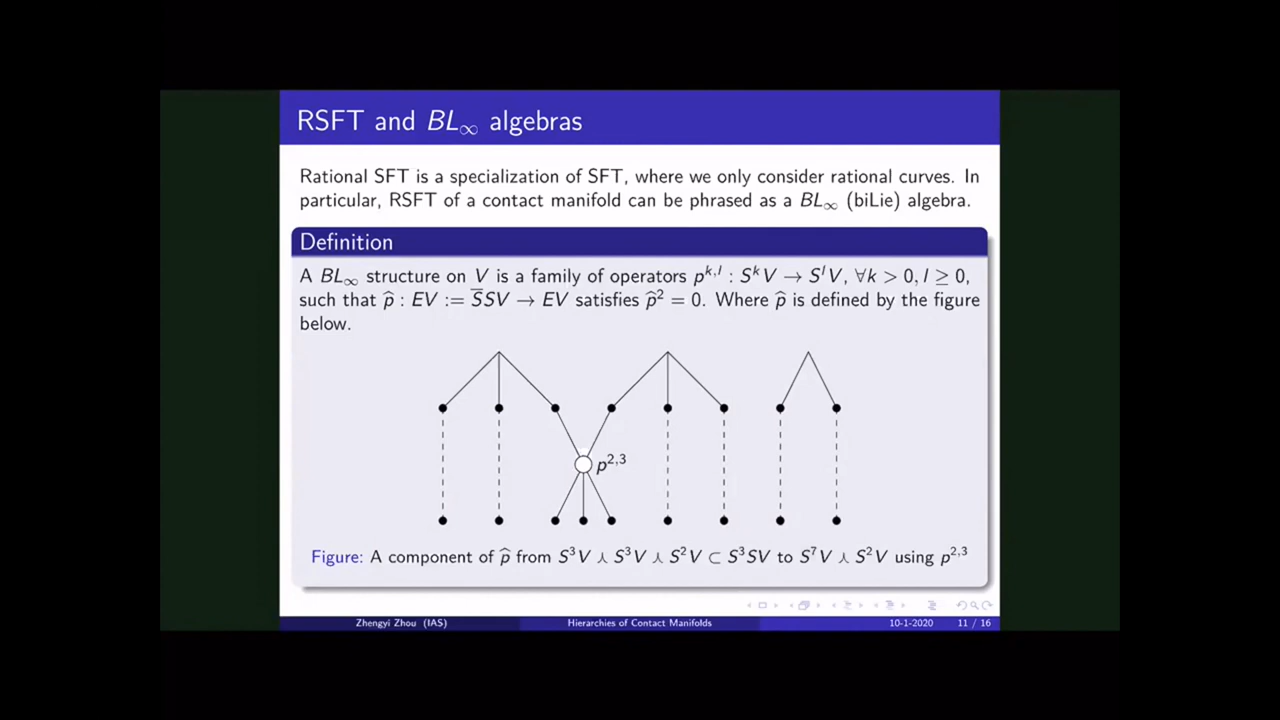 RSFT and BL∞ algebras
Rational SFT is a specialization of SFT, where we only consider rational curves. In
particular, RSFT of a contact manifold can be phrased as a BL∞ (biLie) algebra.
Definition
A BL∞ structure on V is a family of operators p^{k,l} : S^kV → S^lV, ∀k > 0, l ≥ 0,
such that p̂ : EV := S̅SV → EV satisfies p̂² = 0. Where p̂ is defined by the figure
below.
p^{2,3}
Figure: A component of p̂ from S³V ⅄ S³V ⅄ S²V ⊂ S³SV to S⁷V ⅄ S²V using p^{2,3}
Zhengyi Zhou (IAS) Hierarchies of Contact Manifolds 10-1-2020 11 / 16